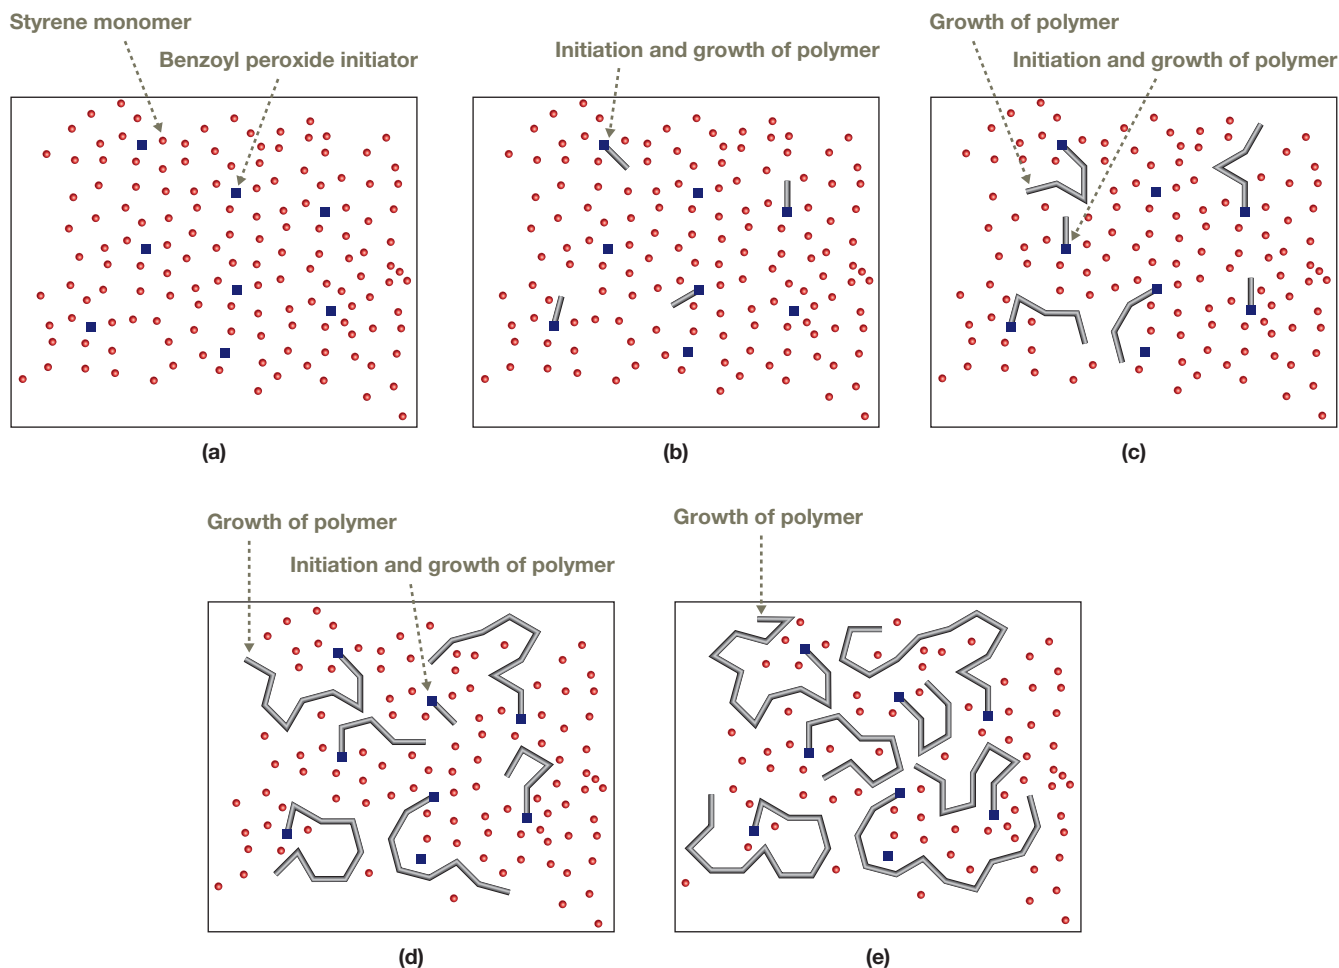 Styrene monomer
Benzoyl peroxide initiator
(a)
Initiation and growth of polymer
(b)
Growth of polymer
Initiation and growth of polymer
(c)
Growth of polymer
Initiation and growth of polymer
(d)
Growth of polymer
(e)